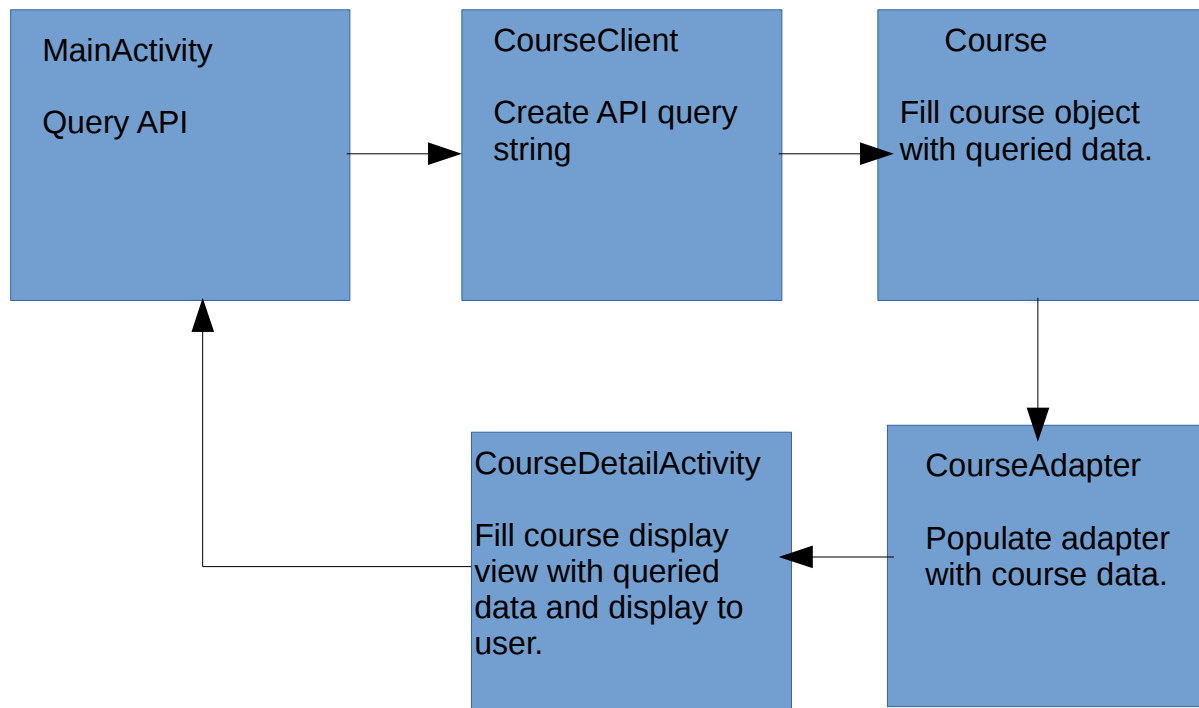 MainActivity
Query API
CourseClient
Create API query
string
Course
Fill course object
with queried data.
CourseAdapter
Populate adapter
with course data.
CourseDetailActivity
Fill course display
view with queried
data and display to
user.